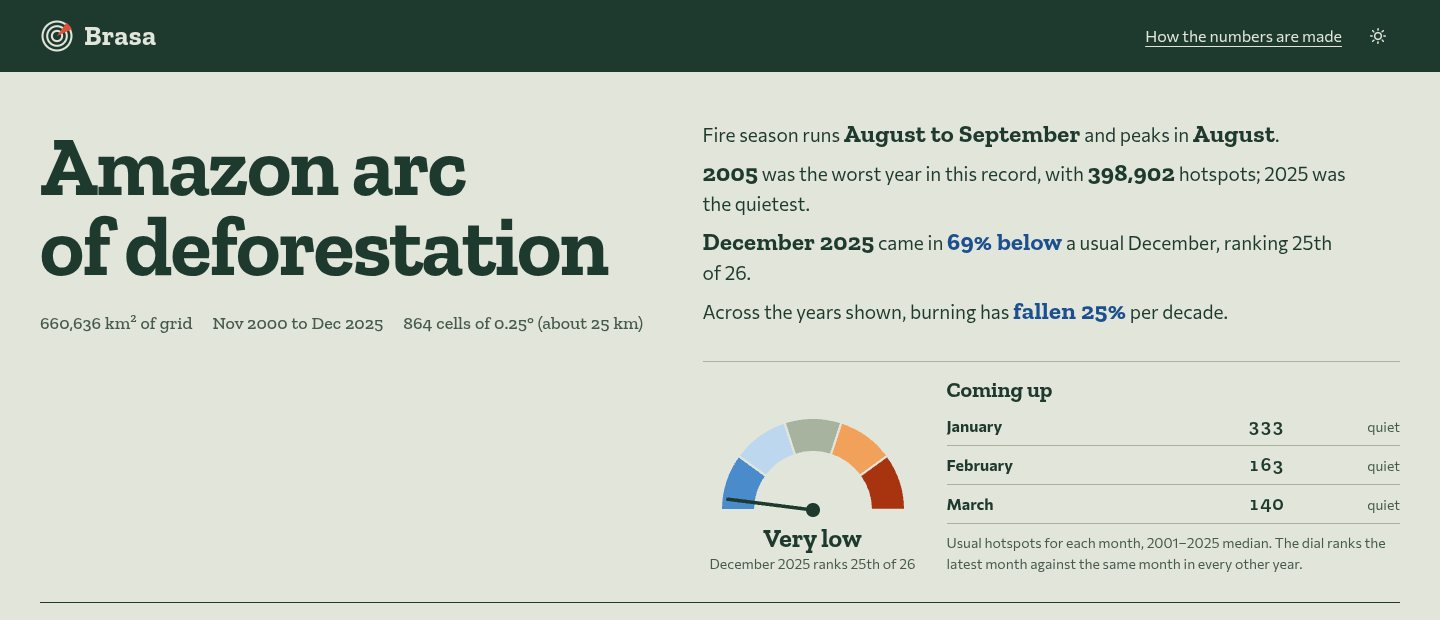 Brasa
How the numbers are made
Amazon arc
of deforestation
660,636 km² of grid Nov 2000 to Dec 2025 864 cells of 0.25° (about 25 km)
Fire season runs August to September and peaks in August.
2005 was the worst year in this record, with 398,902 hotspots; 2025 was
the quietest.
December 2025 came in 69% below a usual December, ranking 25th
of 26.
Across the years shown, burning has fallen 25% per decade.
Very low
December 2025 ranks 25th of 26
Coming up
January 333 quiet
February 163 quiet
March 140 quiet
Usual hotspots for each month, 2001–2025 median. The dial ranks the
latest month against the same month in every other year.